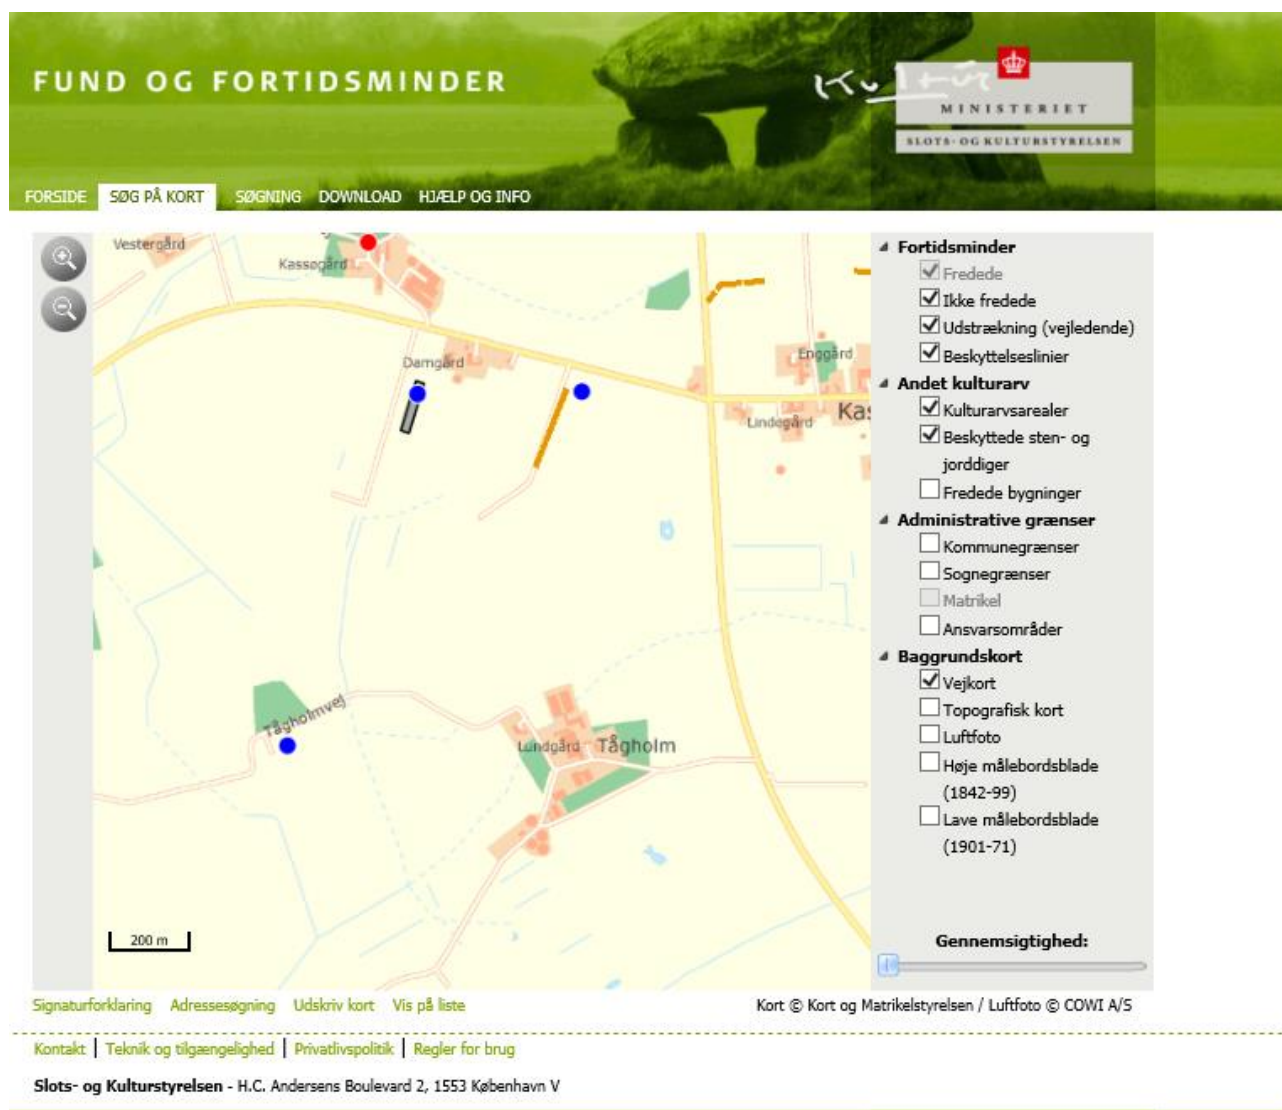 FUND OG FORTIDSMINDER
Kultur
MINISTERIET
SLOTS- OG KULTURSTYRELSEN
FORSIDE SØG PÅ KORT SØGNING DOWNLOAD HJÆLP OG INFO
Vestergård
Kassøgård
Damgård
Enggård
Lindegård
Kas
Tågholmvej
Lundgård
Tågholm
200 m
Fortidsminder
Fredede
Ikke fredede
Udstrækning (vejledende)
Beskyttelseslinier
Andet kulturarv
Kulturarvsarealer
Beskyttede sten- og
jorddiger
Fredede bygninger
Administrative grænser
Kommunegrænser
Sognegrænser
Matrikel
Ansvarsområder
Baggrundskort
Vejkort
Topografisk kort
Luftfoto
Høje målebordsblade
(1842-99)
Lave målebordsblade
(1901-71)
Gennemsigtighed:
Signaturforklaring Adressesøgning Udskriv kort Vis på liste
Kort © Kort og Matrikelstyrelsen / Luftfoto © COWI A/S
Kontakt | Teknik og tilgængelighed | Privatlivspolitik | Regler for brug
Slots- og Kulturstyrelsen - H.C. Andersens Boulevard 2, 1553 København V